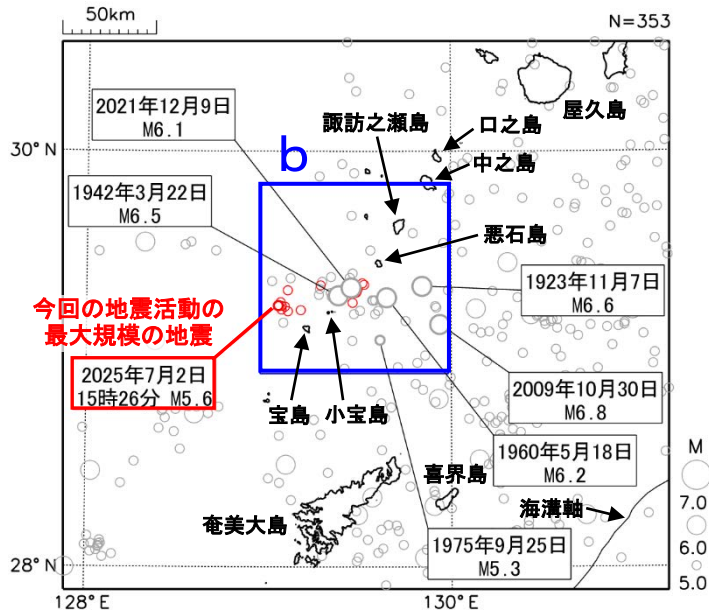 50km
N=353
2021年12月9日
M6.1
諏訪之瀬島
口之島
屋久島
30°N
b
中之島
1942年3月22日
M6.5
悪石島
今回の地震活動の
最大規模の地震
1923年11月7日
M6.6
2025年7月2日
15時26分 M5.6
宝島
小宝島
2009年10月30日
M6.8
1960年5月18日
M6.2
M
喜界島
海溝軸
7.0
奄美大島
1975年9月25日
M5.3
6.0
28°N
5.0
128°E
130°E